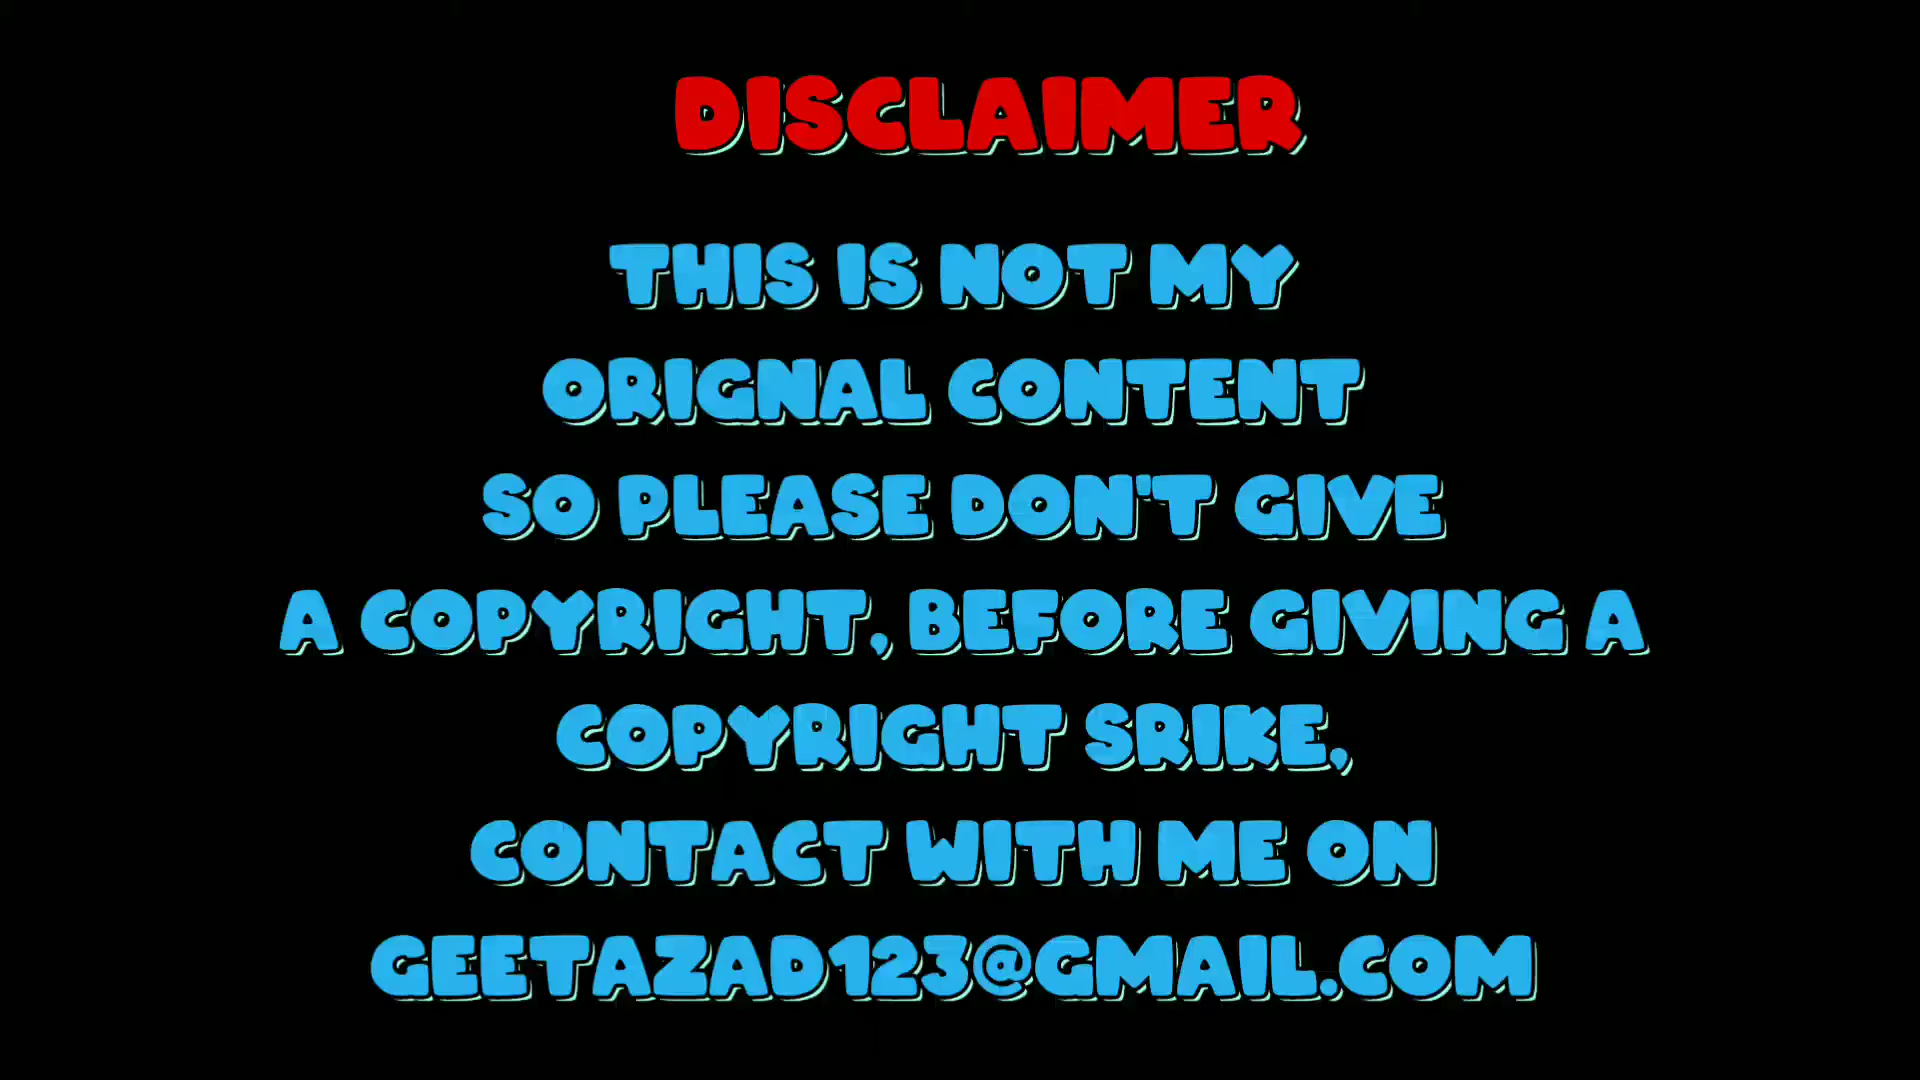 DISCLAIMER
THIS IS NOT MY
ORIGNAL CONTENT
SO PLEASE DON'T GIVE
A COPYRIGHT, BEFORE GIVING A
COPYRIGHT SRIKE,
CONTACT WITH ME ON
GEETAZAD123@GMAIL.COM